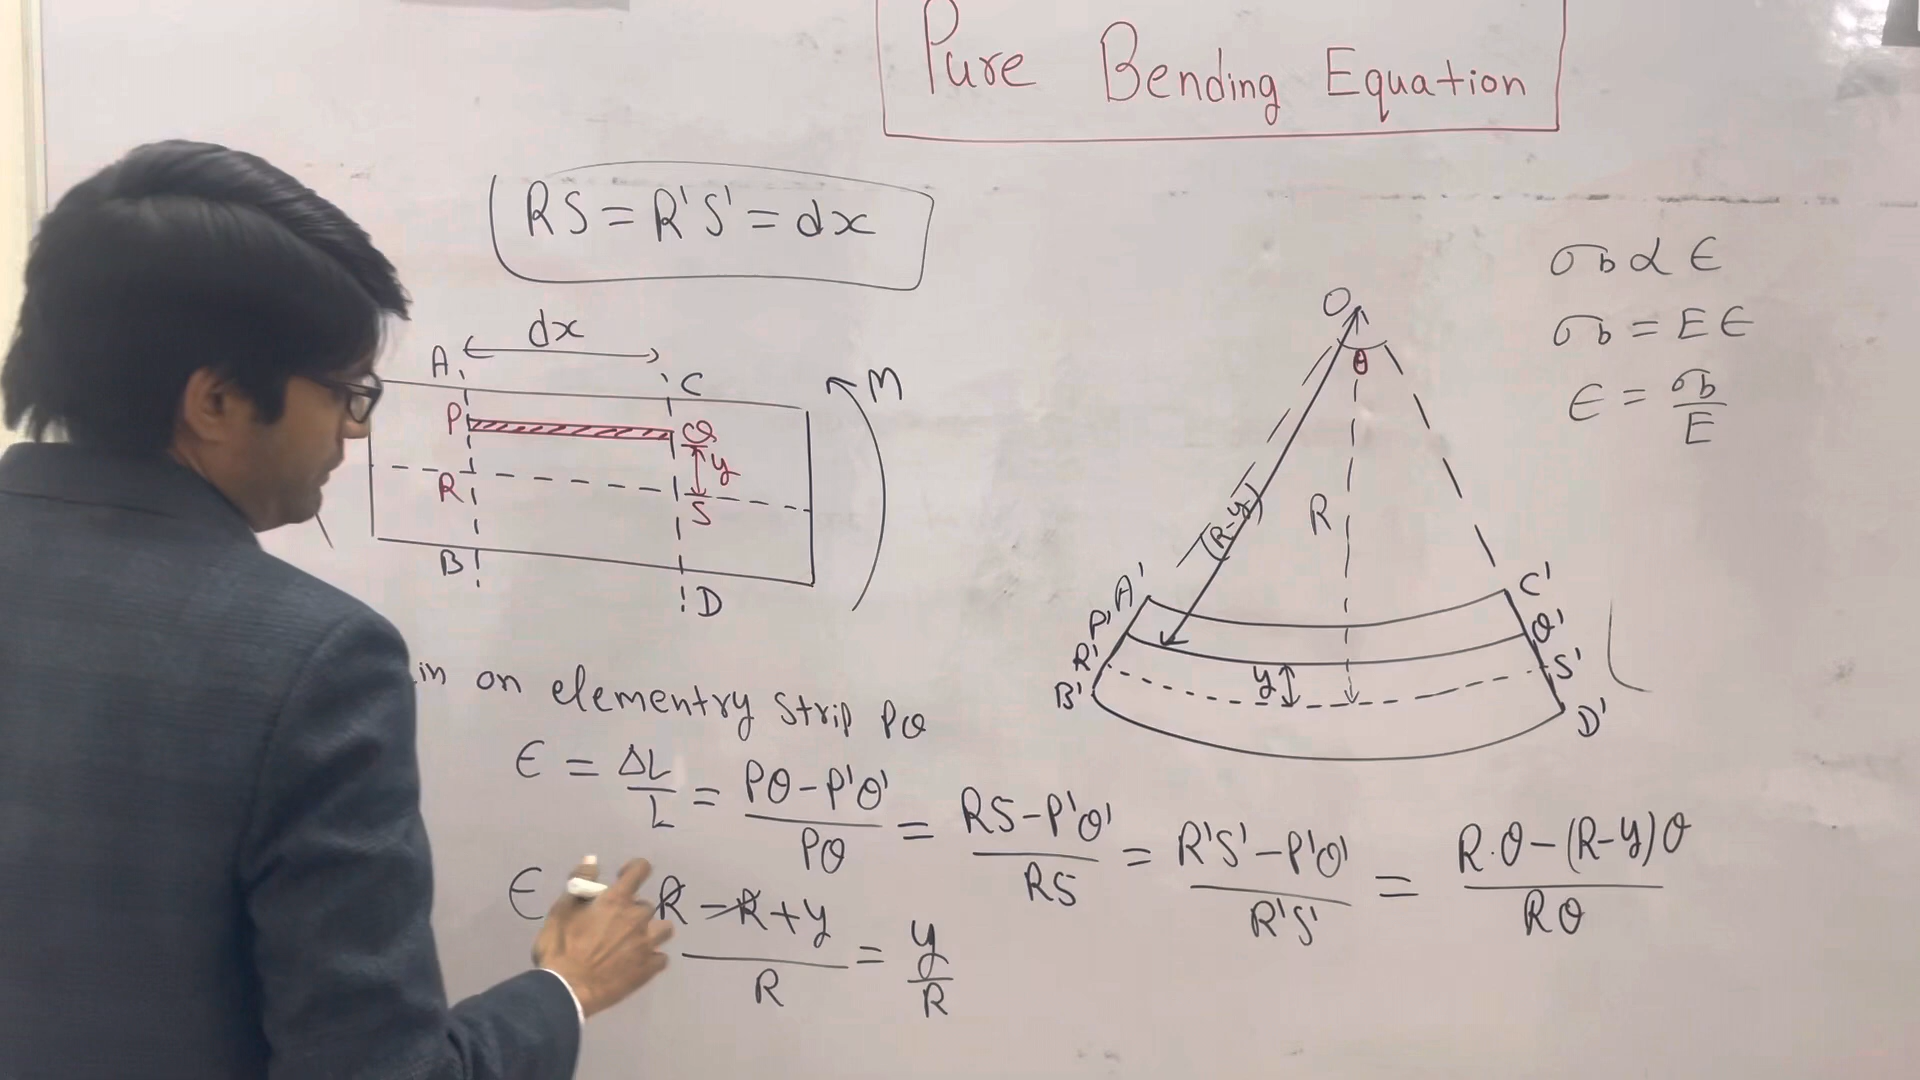 Pure Bending Equation
RS = R'S' = dx
σb α ε
σb = Eε
ε = σb/E
dx
A
C
M
P
Q
y
R
S
B
D
O
θ
(R-y)
R
A'
C'
P'
Q'
R'
S'
B'
y
D'
in on elementry strip PQ
ε = ΔL/L = PQ-P'Q'/PQ = RS-P'Q'/RS = R'S'-P'Q'/R'S' = R.θ-(R-y)θ/Rθ
ε R-R+y/R = y/R